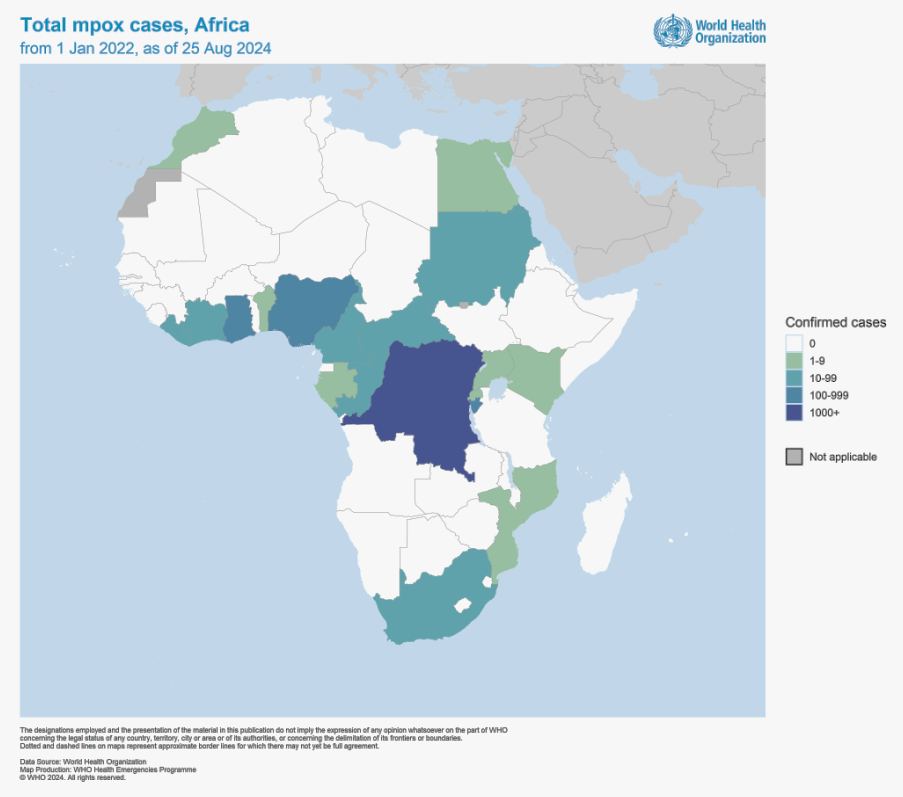 Total mpox cases, Africa
from 1 Jan 2022, as of 25 Aug 2024
World Health
Organization
Confirmed cases
0
1-9
10-99
100-999
1000+
Not applicable
The designations employed and the presentation of the material in this publication do not imply the expression of any opinion whatsoever on the part of WHO
concerning the legal status of any country, territory, city or area or of its authorities, or concerning the delimitation of its frontiers or boundaries.
Dotted and dashed lines on maps represent approximate border lines for which there may not yet be full agreement.
Data Source: World Health Organization
Map Production: WHO Health Emergencies Programme
© WHO 2024. All rights reserved.